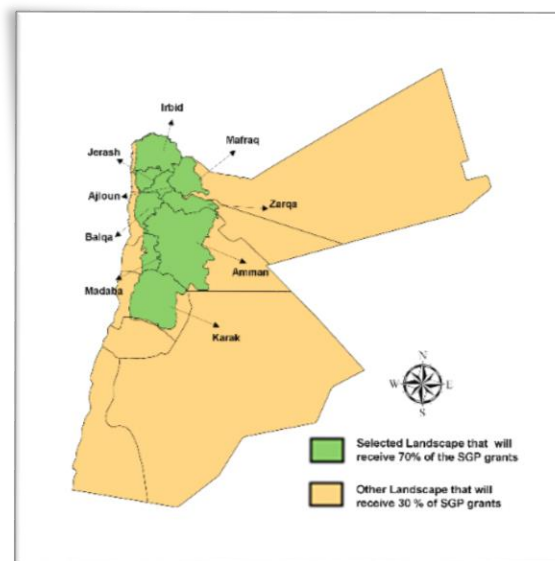 Irbid
Mafraq
Jerash
Ajloun
Zarqa
Balqa
Amman
Madaba
Karak
N
W E
S
Selected Landscape that will
receive 70% of the SGP grants
Other Landscape that will
receive 30 % of SGP grants